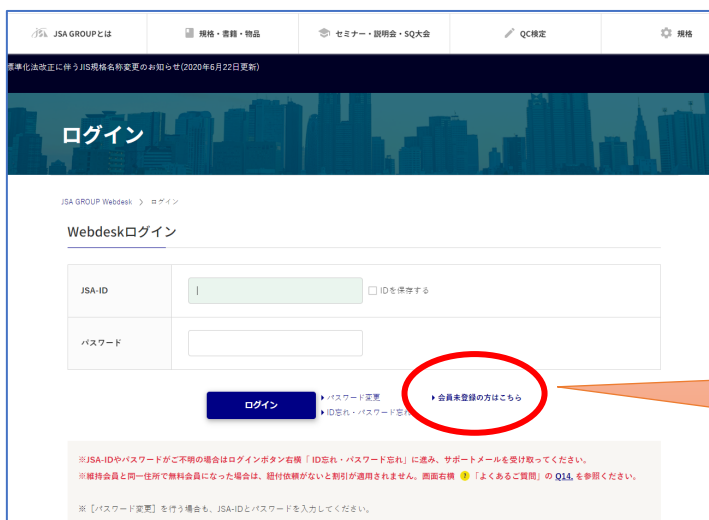 JSA GROUPとは 規格・書籍・物品 セミナー・説明会・SQ大会 QC検定 規格
標準化法改正に伴うJIS規格名称変更のお知らせ(2020年6月22日更新)
ログイン
JSA GROUP Webdesk > ログイン
Webdeskログイン
JSA-ID IDを保存する
パスワード
ログイン パスワード変更 会員未登録の方はこちら
ID忘れ・パスワード忘れ
※JSA-IDやパスワードがご不明の場合はログインボタン右横「 ID忘れ・パスワード忘れ」に進み、サポートメールを受け取ってください。
※維持会員と同一住所で無料会員になった場合は、紐付依頼がないと割引が適用されません。画面右横 ? 「よくあるご質問」の Q14. を参照ください。
※ [パスワード変更] を行う場合も、JSA-IDとパスワードを入力してください。